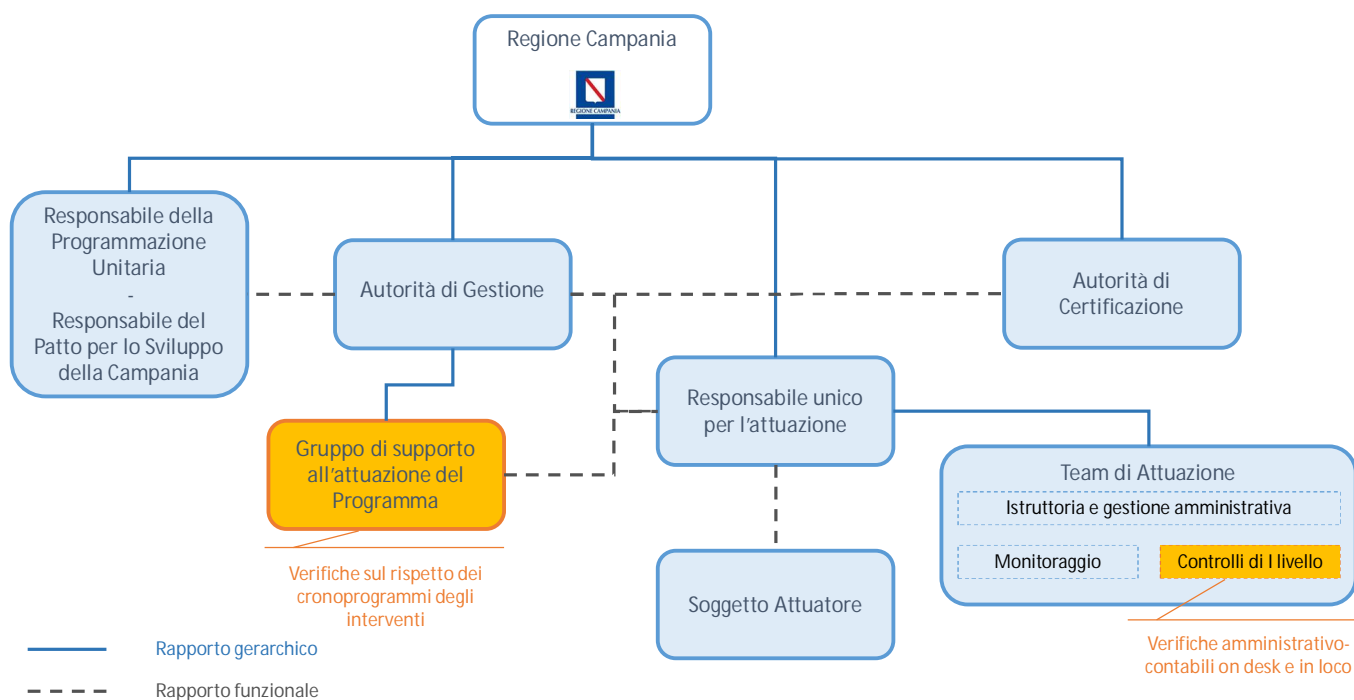 Regione Campania
REGIONE CAMPANIA
Responsabile della
Programmazione
Unitaria
-
Responsabile del
Patto per lo Sviluppo
della Campania
Autorità di Gestione
Autorità di
Certificazione
Responsabile unico
per l'attuazione
Gruppo di supporto
all'attuazione del
Programma
Team di Attuazione
Istruttoria e gestione amministrativa
Monitoraggio
Controlli di I livello
Verifiche sul rispetto dei
cronoprogrammi degli
interventi
Soggetto Attuatore
Verifiche amministrativo-
contabili on desk e in loco
Rapporto gerarchico
Rapporto funzionale